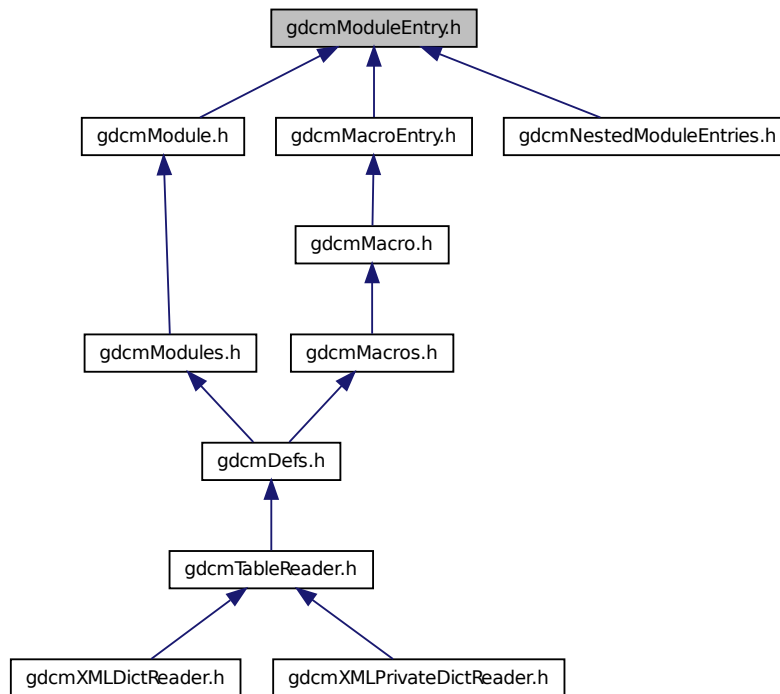 gdcmModuleEntry.h
gdcmModule.h
gdcmMacroEntry.h
gdcmNestedModuleEntries.h
gdcmMacro.h
gdcmModules.h
gdcmMacros.h
gdcmDefs.h
gdcmTableReader.h
gdcmXMLDictReader.h
gdcmXMLPrivateDictReader.h